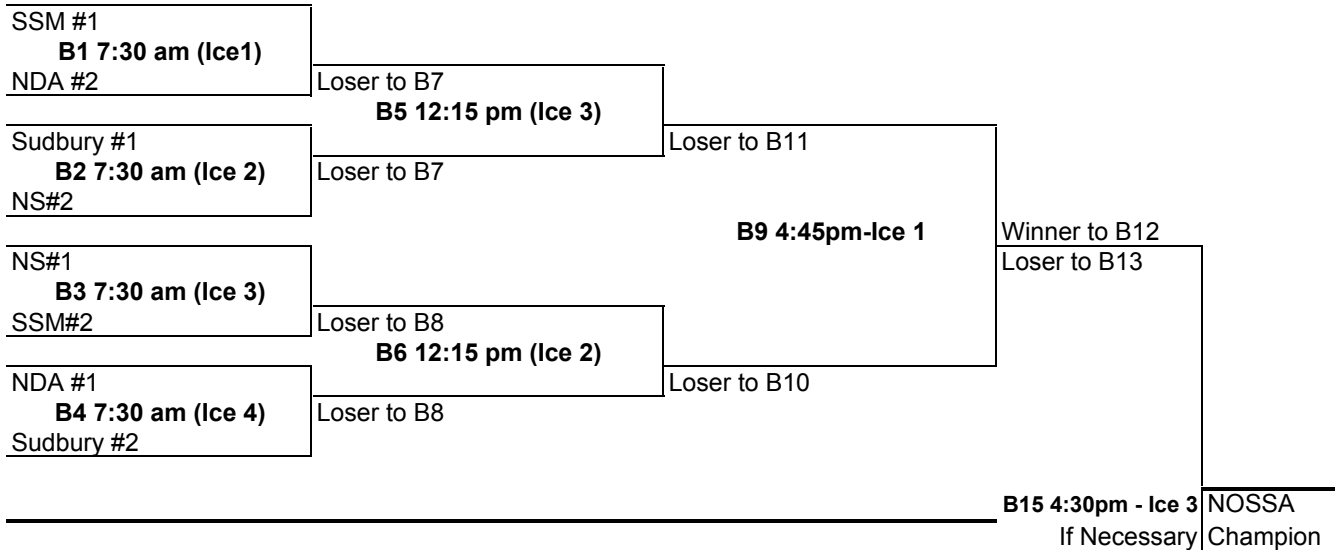 SSM #1
B1 7:30 am (Ice1)
NDA #2
Loser to B7
B5 12:15 pm (Ice 3)
Sudbury #1
Loser to B11
B2 7:30 am (Ice 2)
Loser to B7
NS#2
B9 4:45pm-Ice 1
Winner to B12
NS#1
Loser to B13
B3 7:30 am (Ice 3)
SSM#2
Loser to B8
B6 12:15 pm (Ice 2)
NDA #1
Loser to B10
B4 7:30 am (Ice 4)
Loser to B8
Sudbury #2
B15 4:30pm - Ice 3 NOSSA
If Necessary Champion